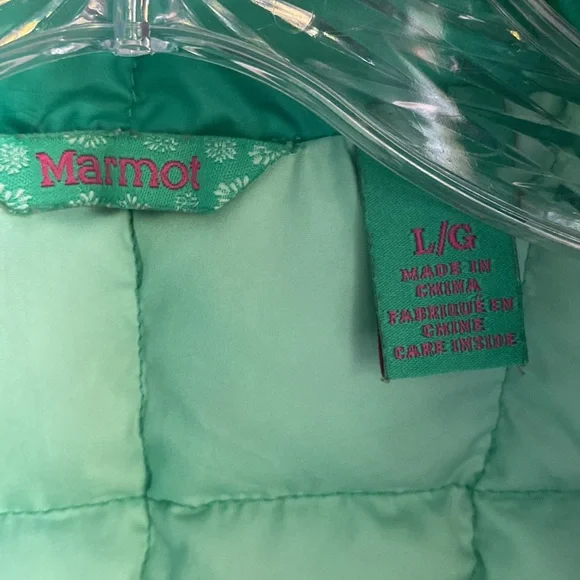 Marmot
L/G
MADE IN
CHINA
FABRIQUÉ EN
CHINE
CARE INSIDE